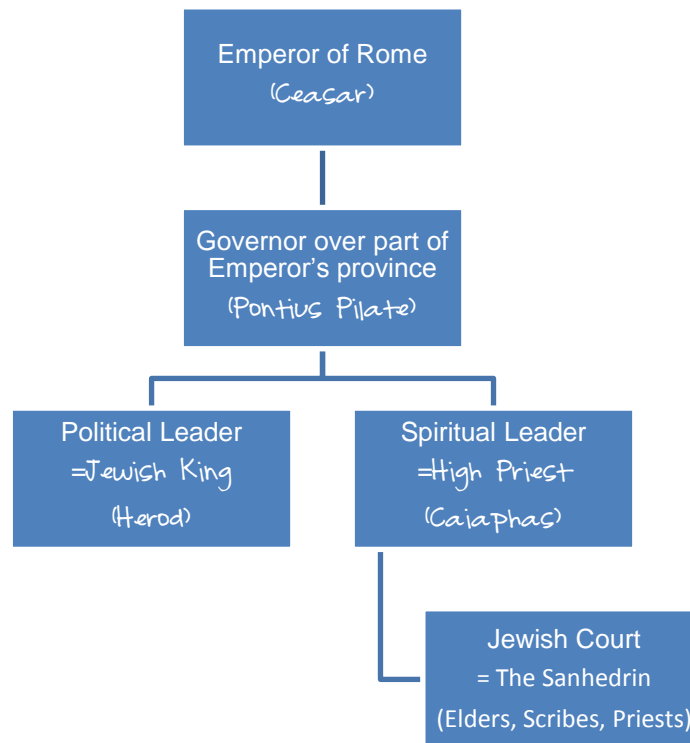 Emperor of Rome
(Ceasar)
Governor over part of
Emperor's province
(Pontius Pilate)
Political Leader
=Jewish King
(Herod)
Spiritual Leader
=High Priest
(Caiaphas)
Jewish Court
= The Sanhedrin
(Elders, Scribes, Priests)